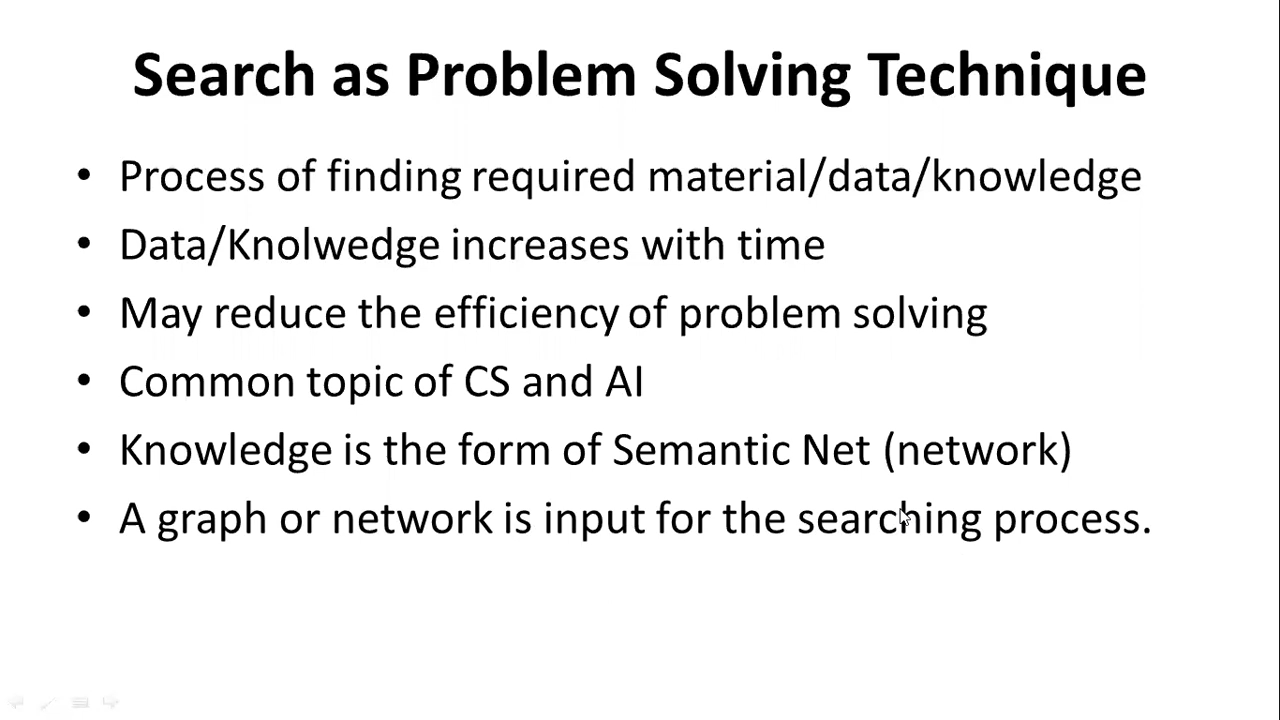 Search as Problem Solving Technique
• Process of finding required material/data/knowledge
• Data/Knolwedge increases with time
• May reduce the efficiency of problem solving
• Common topic of CS and AI
• Knowledge is the form of Semantic Net (network)
• A graph or network is input for the searching process.